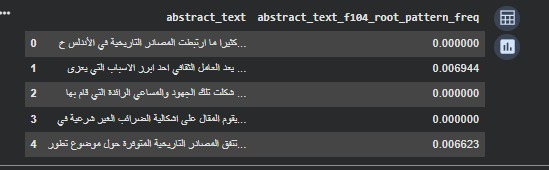 abstract_text abstract_text_f104_root_pattern_freq
0 كثيرا ما ارتبطت المصادر التاريخية في الأندلس ح... 0.000000
1 يعد العامل الثقافي احد ابرز الاسباب التي يعزى... 0.006944
2 شكلت تلك الجهود والمساعي الرائدة التي قام بها... 0.000000
3 يقوم المقال على اشكالية الضرائب الغير شرعية في... 0.000000
4 تتفق المصادر التاريخية المتوفرة حول موضوع تطور... 0.006623